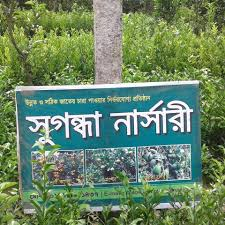 উন্নত ও সঠিক জাতের চারা পাওয়ার নির্ভরযোগ্য প্রতিষ্ঠান
সুগন্ধা নার্সারী